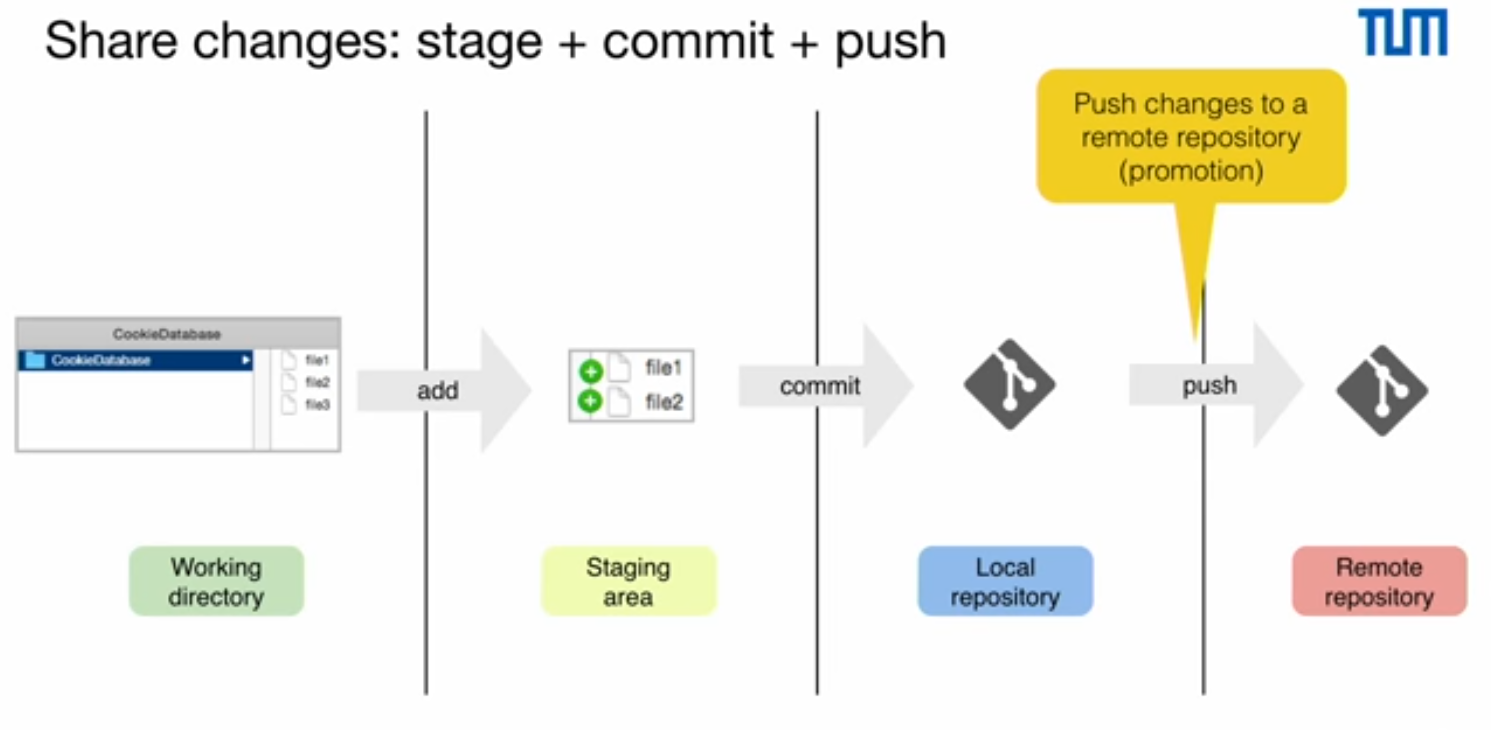 Share changes: stage + commit + push
TUM
Push changes to a
remote repository
(promotion)
CookieDatabase
CookieDatabase
file1
file2
file3
add
file1
file2
commit
push
Working
directory
Staging
area
Local
repository
Remote
repository